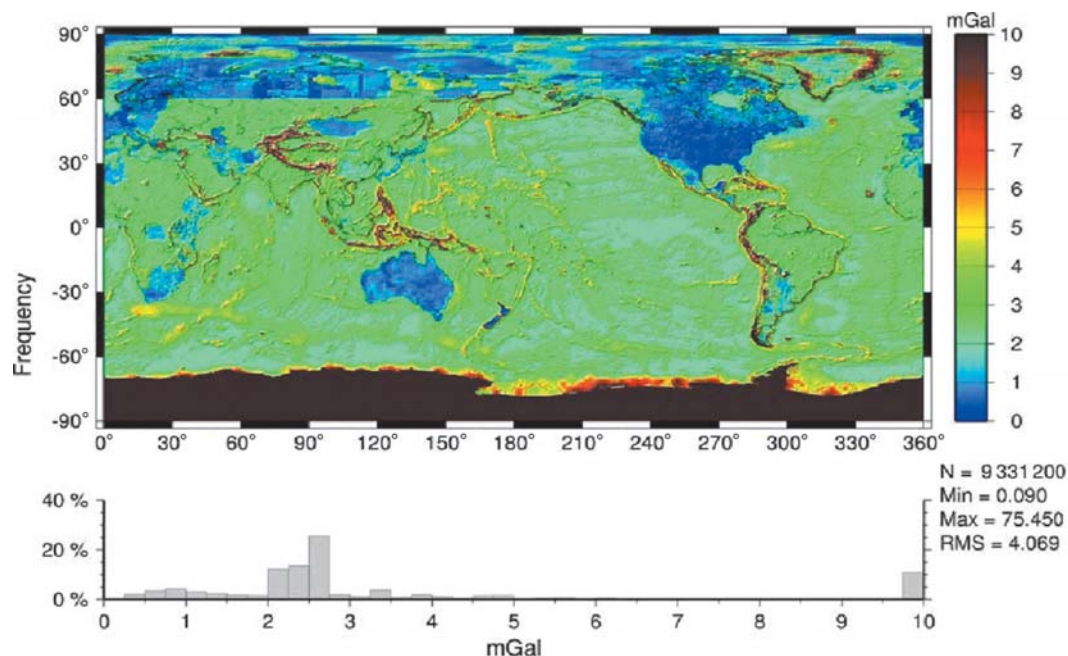 mGal
90°
60°
30°
0°
-30°
-60°
-90°
Frequency
10
9
8
7
6
5
4
3
2
1
0
0° 30° 60° 90° 120° 150° 180° 210° 240° 270° 300° 330° 360°
N = 9 331 200
Min = 0.090
Max = 75.450
RMS = 4.069
40 %
20 %
0 %
0 1 2 3 4 5 6 7 8 9 10
mGal